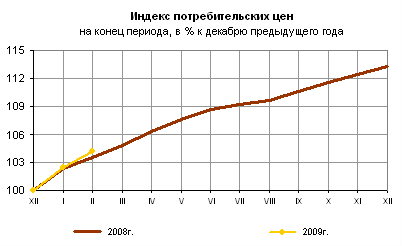 Индекс потребительских цен
на конец периода, в % к декабрю предыдущего года
115
112
109
106
103
100
XII I II III IV V VI VII VIII IX X XI XII
2008г. 2009г.